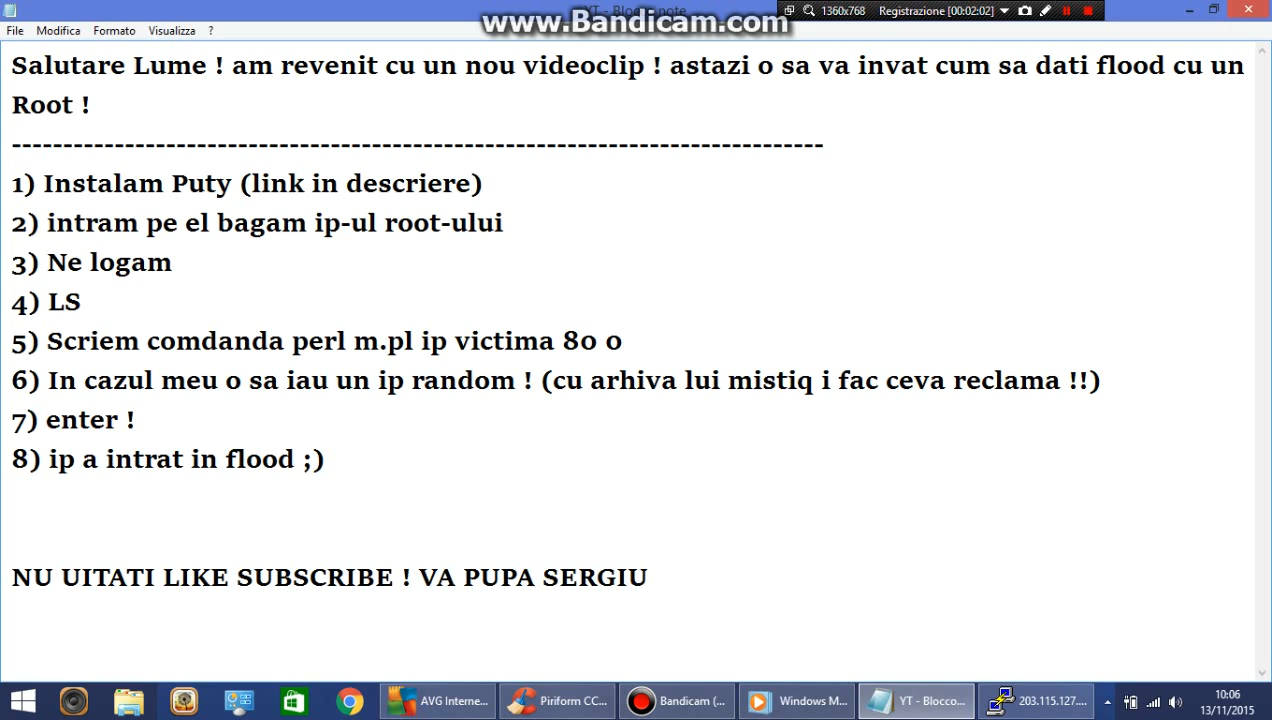 www.Bandicam.com
1360x768 Registrazione [00:02:02]
File Modifica Formato Visualizza ?
Salutare Lume ! am revenit cu un nou videoclip ! astazi o sa va invat cum sa dati flood cu un
Root !
-------------------------------------------------------------------------------
1) Instalam Puty (link in descriere)
2) intram pe el bagam ip-ul root-ului
3) Ne logam
4) LS
5) Scriem comdanda perl m.pl ip victima 80 0
6) In cazul meu o sa iau un ip random ! (cu arhiva lui mistiq i fac ceva reclama !!)
7) enter !
8) ip a intrat in flood ;)
NU UITATI LIKE SUBSCRIBE ! VA PUPA SERGIU
AVG Interne... Piriform CC... Bandicam (... Windows M... YT - Blocco... 203.115.127....
10:06
13/11/2015